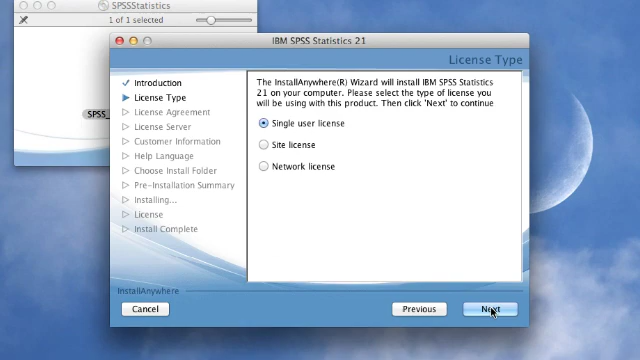 SPSSStatistics
1 of 1 selected
SPSS_
IBM SPSS Statistics 21
License Type
Introduction
License Type
License Agreement
License Server
Customer Information
Help Language
Choose Install Folder
Pre-Installation Summary
Installing...
License
Install Complete
The InstallAnywhere(R) Wizard will install IBM SPSS Statistics
21 on your computer. Please select the type of license you
will be using with this product. Then click 'Next' to continue
Single user license
Site license
Network license
InstallAnywhere
Cancel
Previous
Next